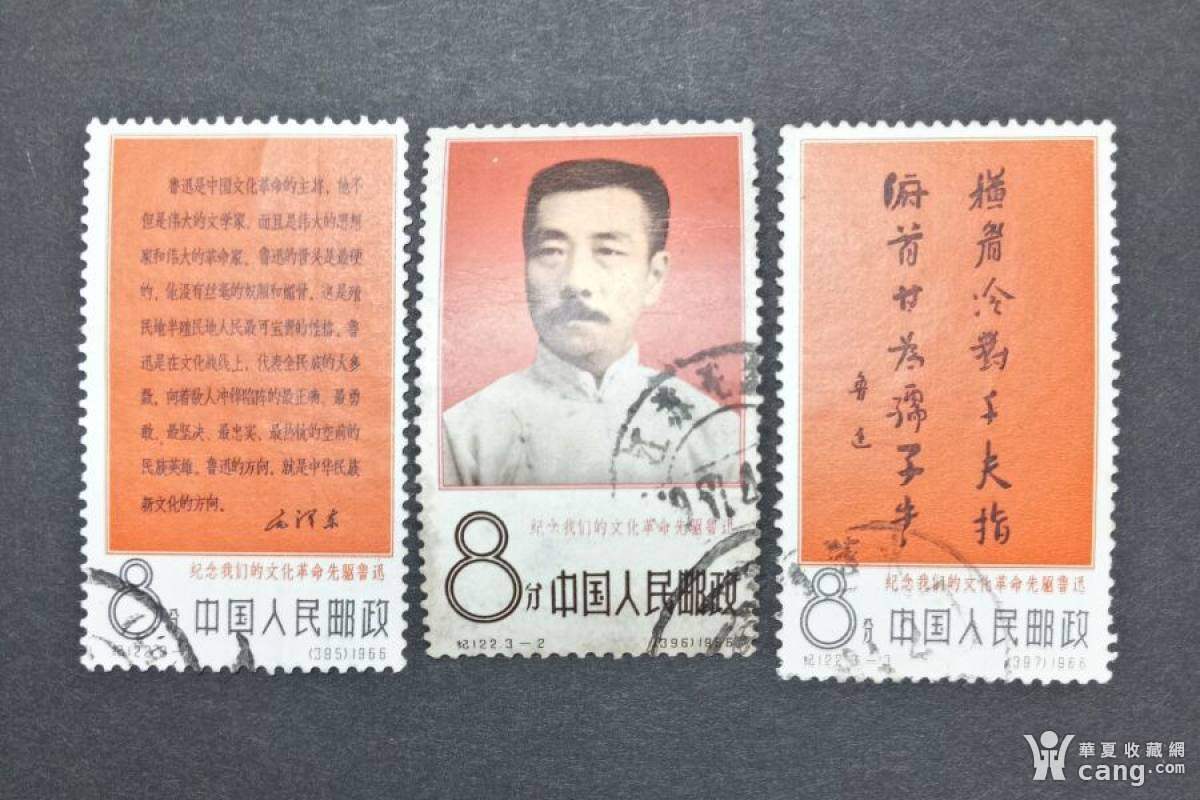 鲁迅是中国文化革命的主将,他不
但是伟大的文学家,而且是伟大的思想
家和伟大的革命家。鲁迅的骨头是最硬
的,他没有丝毫的奴颜和媚骨,这是殖
民地半殖民地人民最可宝贵的性格。鲁
迅是在文化战线上,代表全民族的大多
数,向着敌人冲锋陷阵的最正确、最勇
敢、最坚决、最忠实、最热忱的空前的
民族英雄。鲁迅的方向,就是中华民族
新文化的方向。
毛泽东
纪念我们的文化革命先驱鲁迅
8分 中国人民邮政
纪122.3-1 (395)1966
纪念我们的文化革命先驱鲁迅
8分 中国人民邮政
纪122.3-2 (396)1966
江苏
橫眉冷對千夫指
俯首甘為孺子牛
魯迅
纪念我们的文化革命先驱鲁迅
8分 中国人民邮政
纪122.3-3 (397)1966
華夏收藏網
cang.com